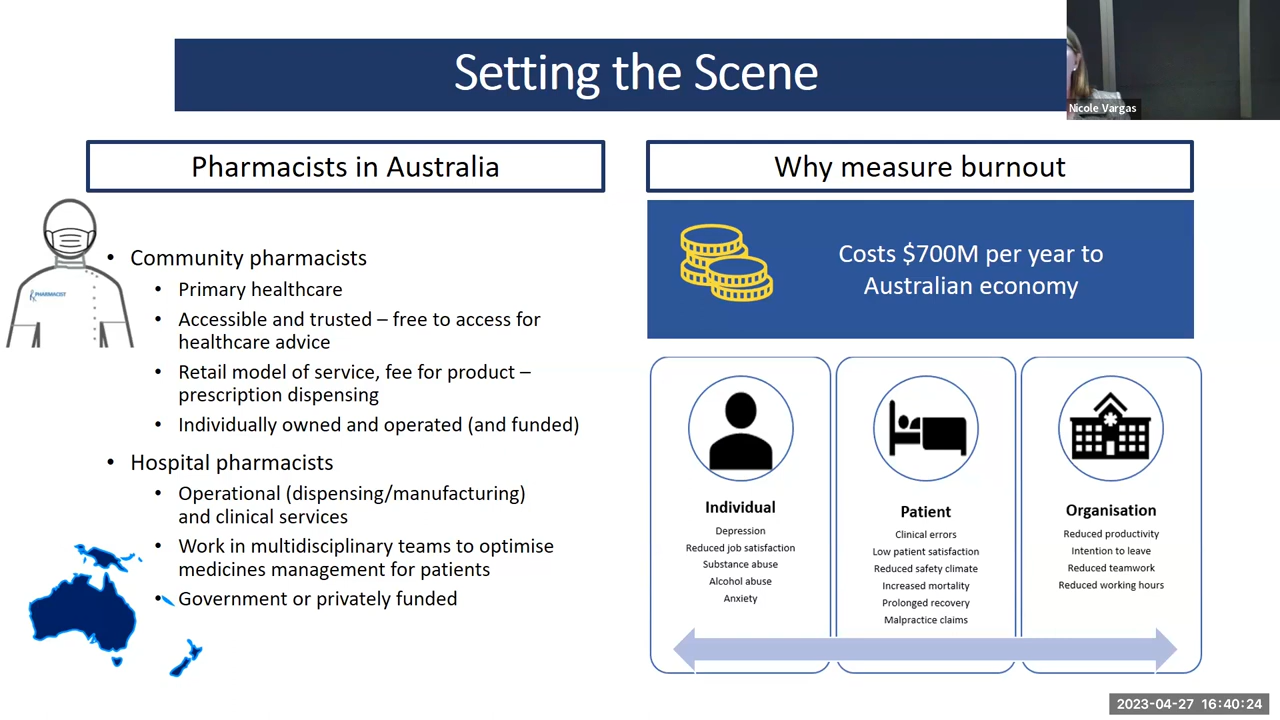 Setting the Scene
Nicole Vargas
Pharmacists in Australia
PHARMACIST
• Community pharmacists
• Primary healthcare
• Accessible and trusted – free to access for
healthcare advice
• Retail model of service, fee for product –
prescription dispensing
• Individually owned and operated (and funded)
• Hospital pharmacists
• Operational (dispensing/manufacturing)
and clinical services
• Work in multidisciplinary teams to optimise
medicines management for patients
• Government or privately funded
Why measure burnout
Costs $700M per year to
Australian economy
Individual
Depression
Reduced job satisfaction
Substance abuse
Alcohol abuse
Anxiety
Patient
Clinical errors
Low patient satisfaction
Reduced safety climate
Increased mortality
Prolonged recovery
Malpractice claims
Organisation
Reduced productivity
Intention to leave
Reduced teamwork
Reduced working hours
2023-04-27 16:40:24